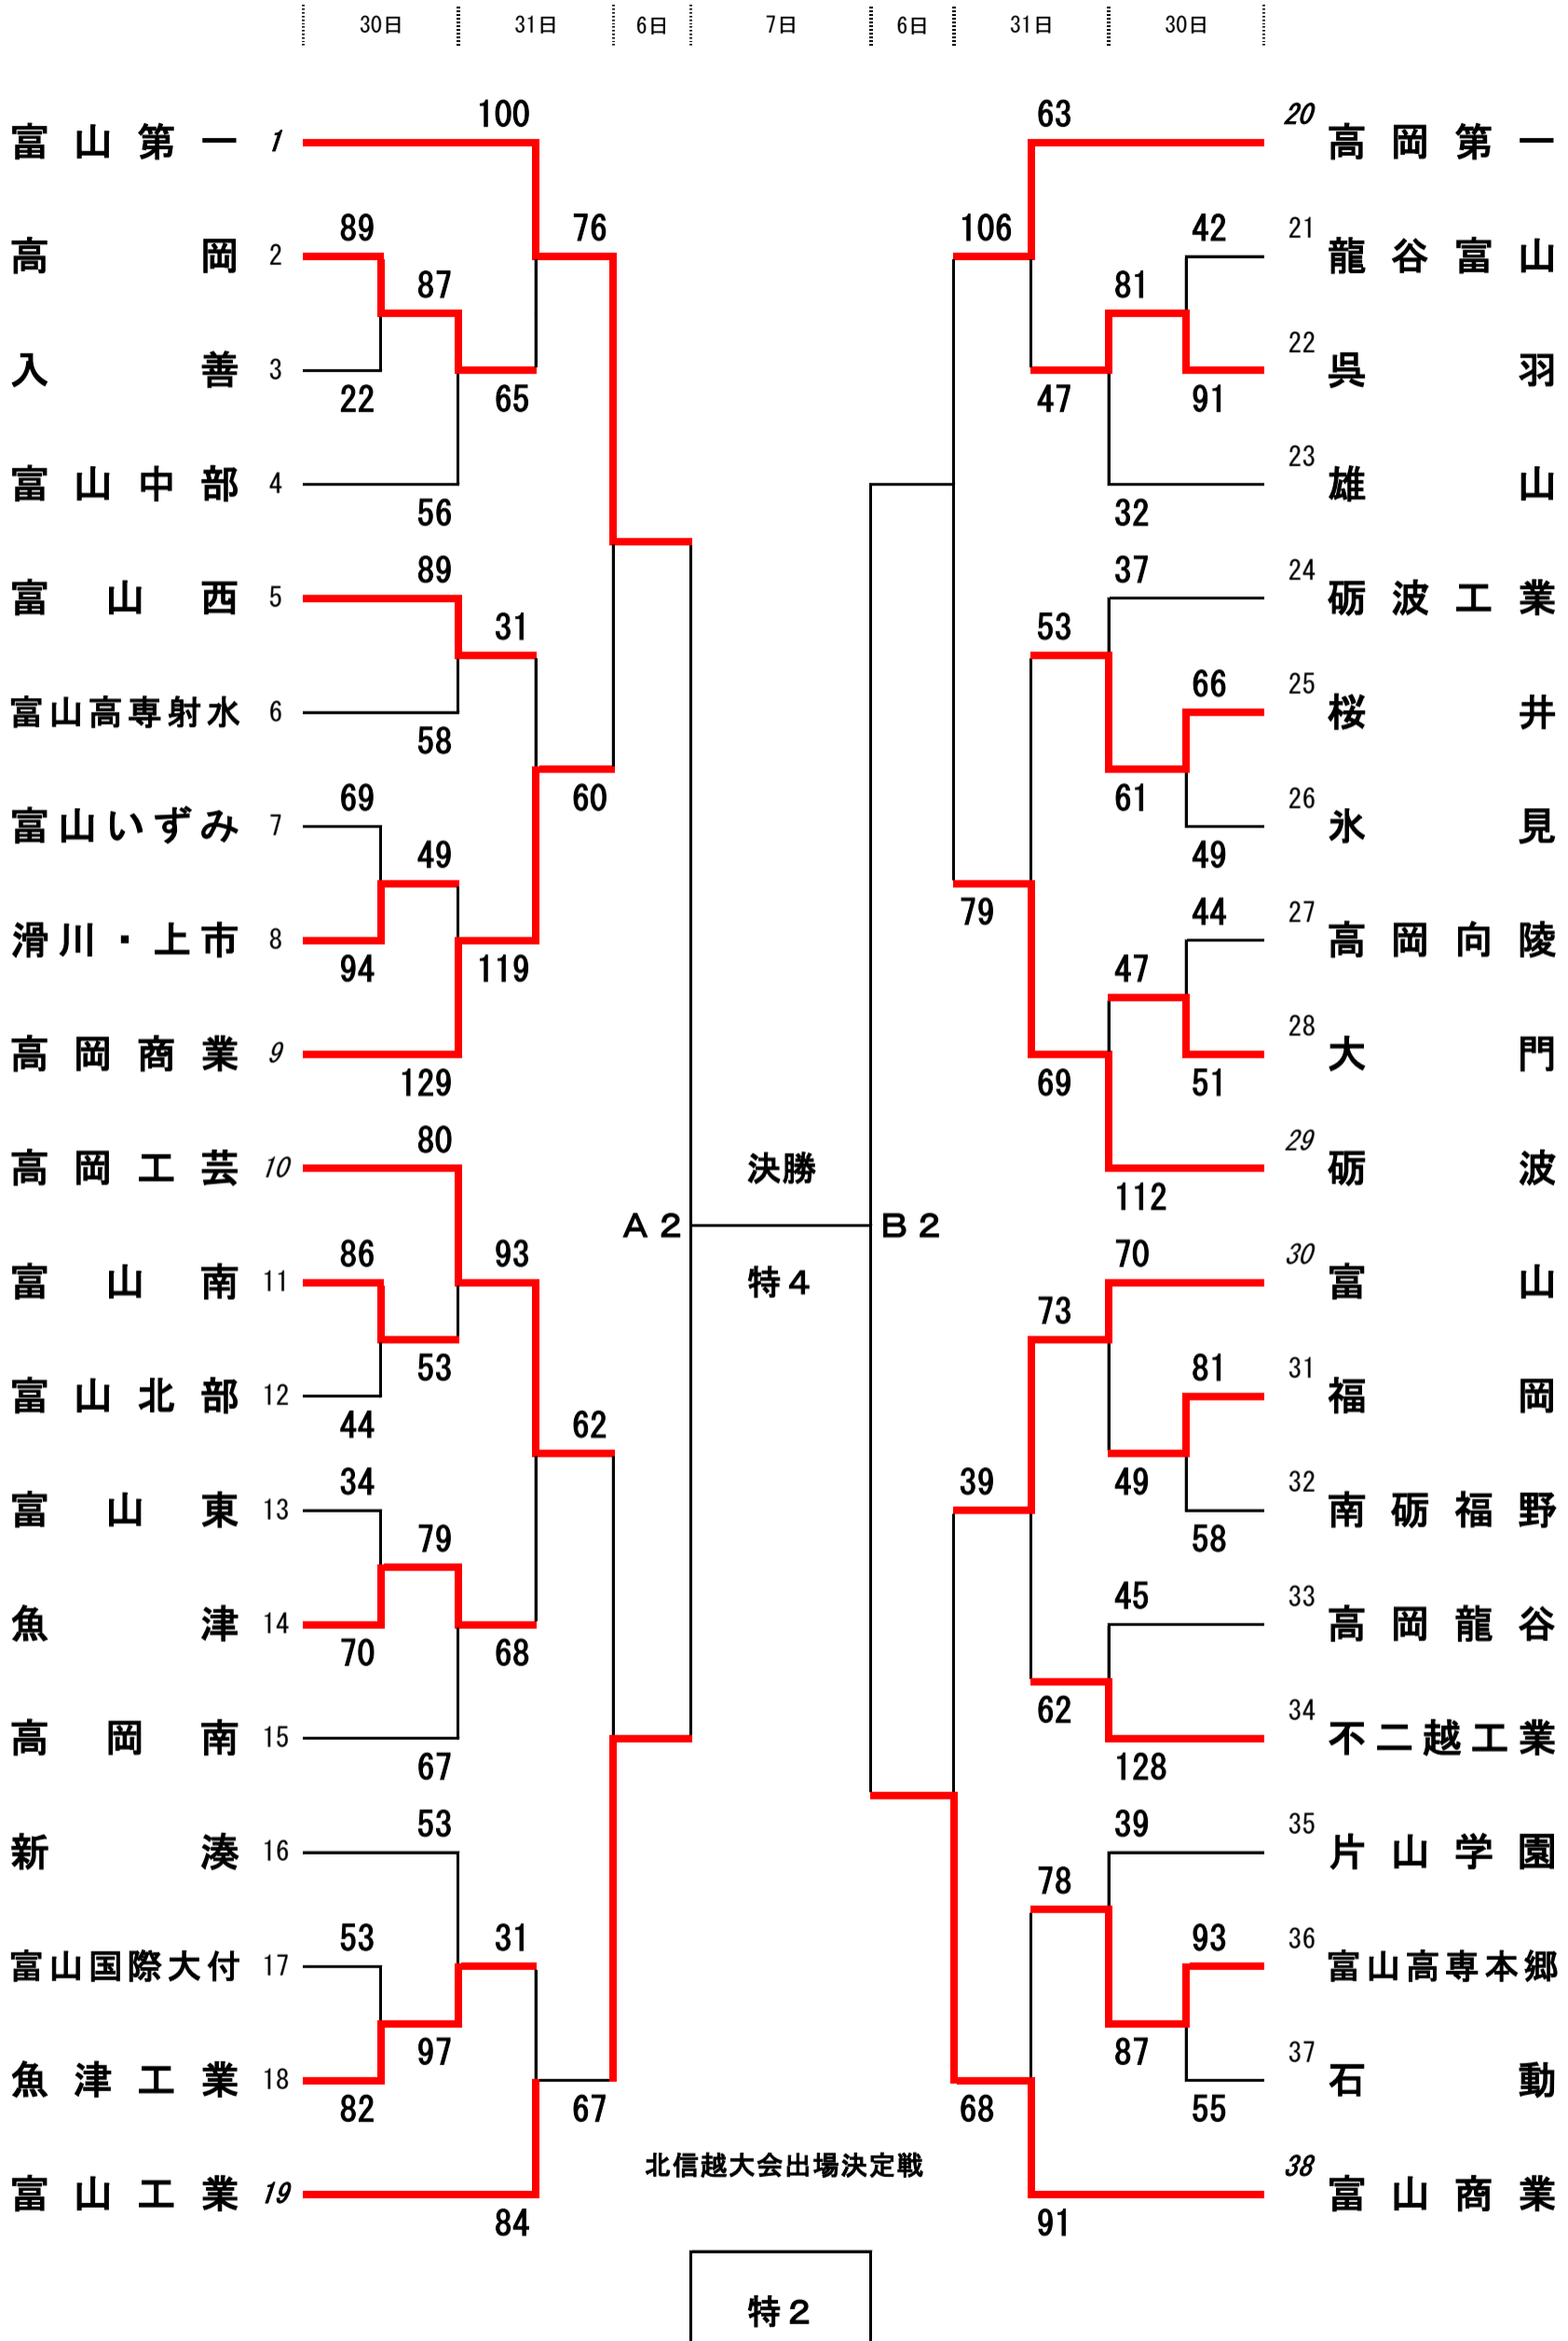 30日 31日 6日 7日 6日 31日 30日
100 63
富山第一 1 20 高岡第一
89 76 106 42
高岡 2 21 龍谷富山
87 81
入善 3 22 呉羽
22 65 47 91
富山中部 4 23 雄山
56 32
89 37
富山西 5 24 砺波工業
31 53
富山高専射水 6 66 25 桜井
58
69 60 61
富山いずみ 7 26 氷見
49 49
79 44
滑川・上市 8 27 高岡向陵
94 119 47
高岡商業 9 28 大門
129 69 51
80 決勝
高岡工芸 10 29 砺波
112
A2 B2
86 93 特4 70
富山南 11 30 富山
53 73
富山北部 12 81 31 福岡
44 62
34 39 49
富山東 13 32 南砺福野
79 58
45
魚津 14 33 高岡龍谷
70 68
高岡南 15 62 34 不二越工業
67 128
53 39
新湊 16 35 片山学園
78
53 31 93
富山国際大付 17 36 富山高専本郷
97 87
魚津工業 18 37 石動
82 67 68 55
北信越大会出場決定戦
富山工業 19 38 富山商業
84 91
特2